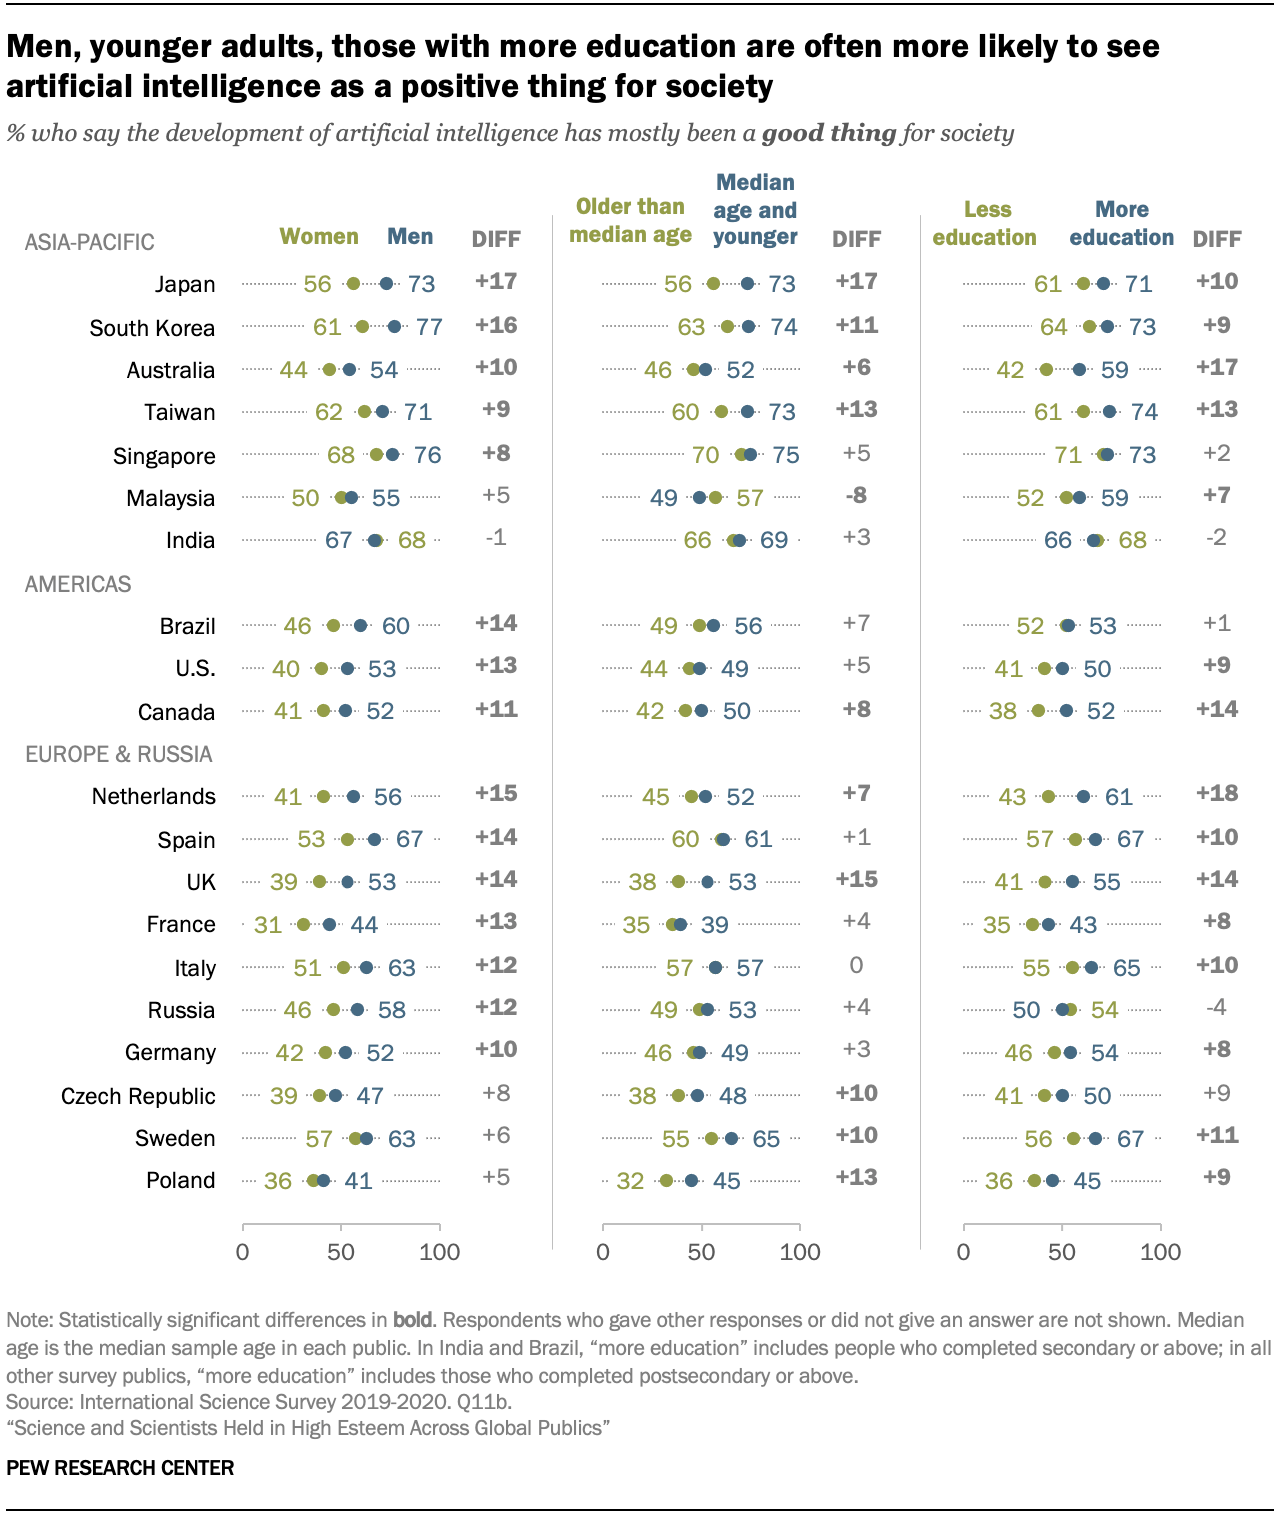 Men, younger adults, those with more education are often more likely to see
artificial intelligence as a positive thing for society
% who say the development of artificial intelligence has mostly been a good thing for society
ASIA-PACIFIC Women Men DIFF Older than median age Median age and younger DIFF Less education More education DIFF
Japan 56 73 +17 56 73 +17 61 71 +10
South Korea 61 77 +16 63 74 +11 64 73 +9
Australia 44 54 +10 46 52 +6 42 59 +17
Taiwan 62 71 +9 60 73 +13 61 74 +13
Singapore 68 76 +8 70 75 +5 71 73 +2
Malaysia 50 55 +5 49 57 -8 52 59 +7
India 67 68 -1 66 69 +3 66 68 -2
AMERICAS
Brazil 46 60 +14 49 56 +7 52 53 +1
U.S. 40 53 +13 44 49 +5 41 50 +9
Canada 41 52 +11 42 50 +8 38 52 +14
EUROPE & RUSSIA
Netherlands 41 56 +15 45 52 +7 43 61 +18
Spain 53 67 +14 60 61 +1 57 67 +10
UK 39 53 +14 38 53 +15 41 55 +14
France 31 44 +13 35 39 +4 35 43 +8
Italy 51 63 +12 57 57 0 55 65 +10
Russia 46 58 +12 49 53 +4 50 54 -4
Germany 42 52 +10 46 49 +3 46 54 +8
Czech Republic 39 47 +8 38 48 +10 41 50 +9
Sweden 57 63 +6 55 65 +10 56 67 +11
Poland 36 41 +5 32 45 +13 36 45 +9
0 50 100 0 50 100 0 50 100
Note: Statistically significant differences in bold. Respondents who gave other responses or did not give an answer are not shown. Median
age is the median sample age in each public. In India and Brazil, “more education” includes people who completed secondary or above; in all
other survey publics, “more education” includes those who completed postsecondary or above.
Source: International Science Survey 2019-2020. Q11b.
“Science and Scientists Held in High Esteem Across Global Publics”
PEW RESEARCH CENTER